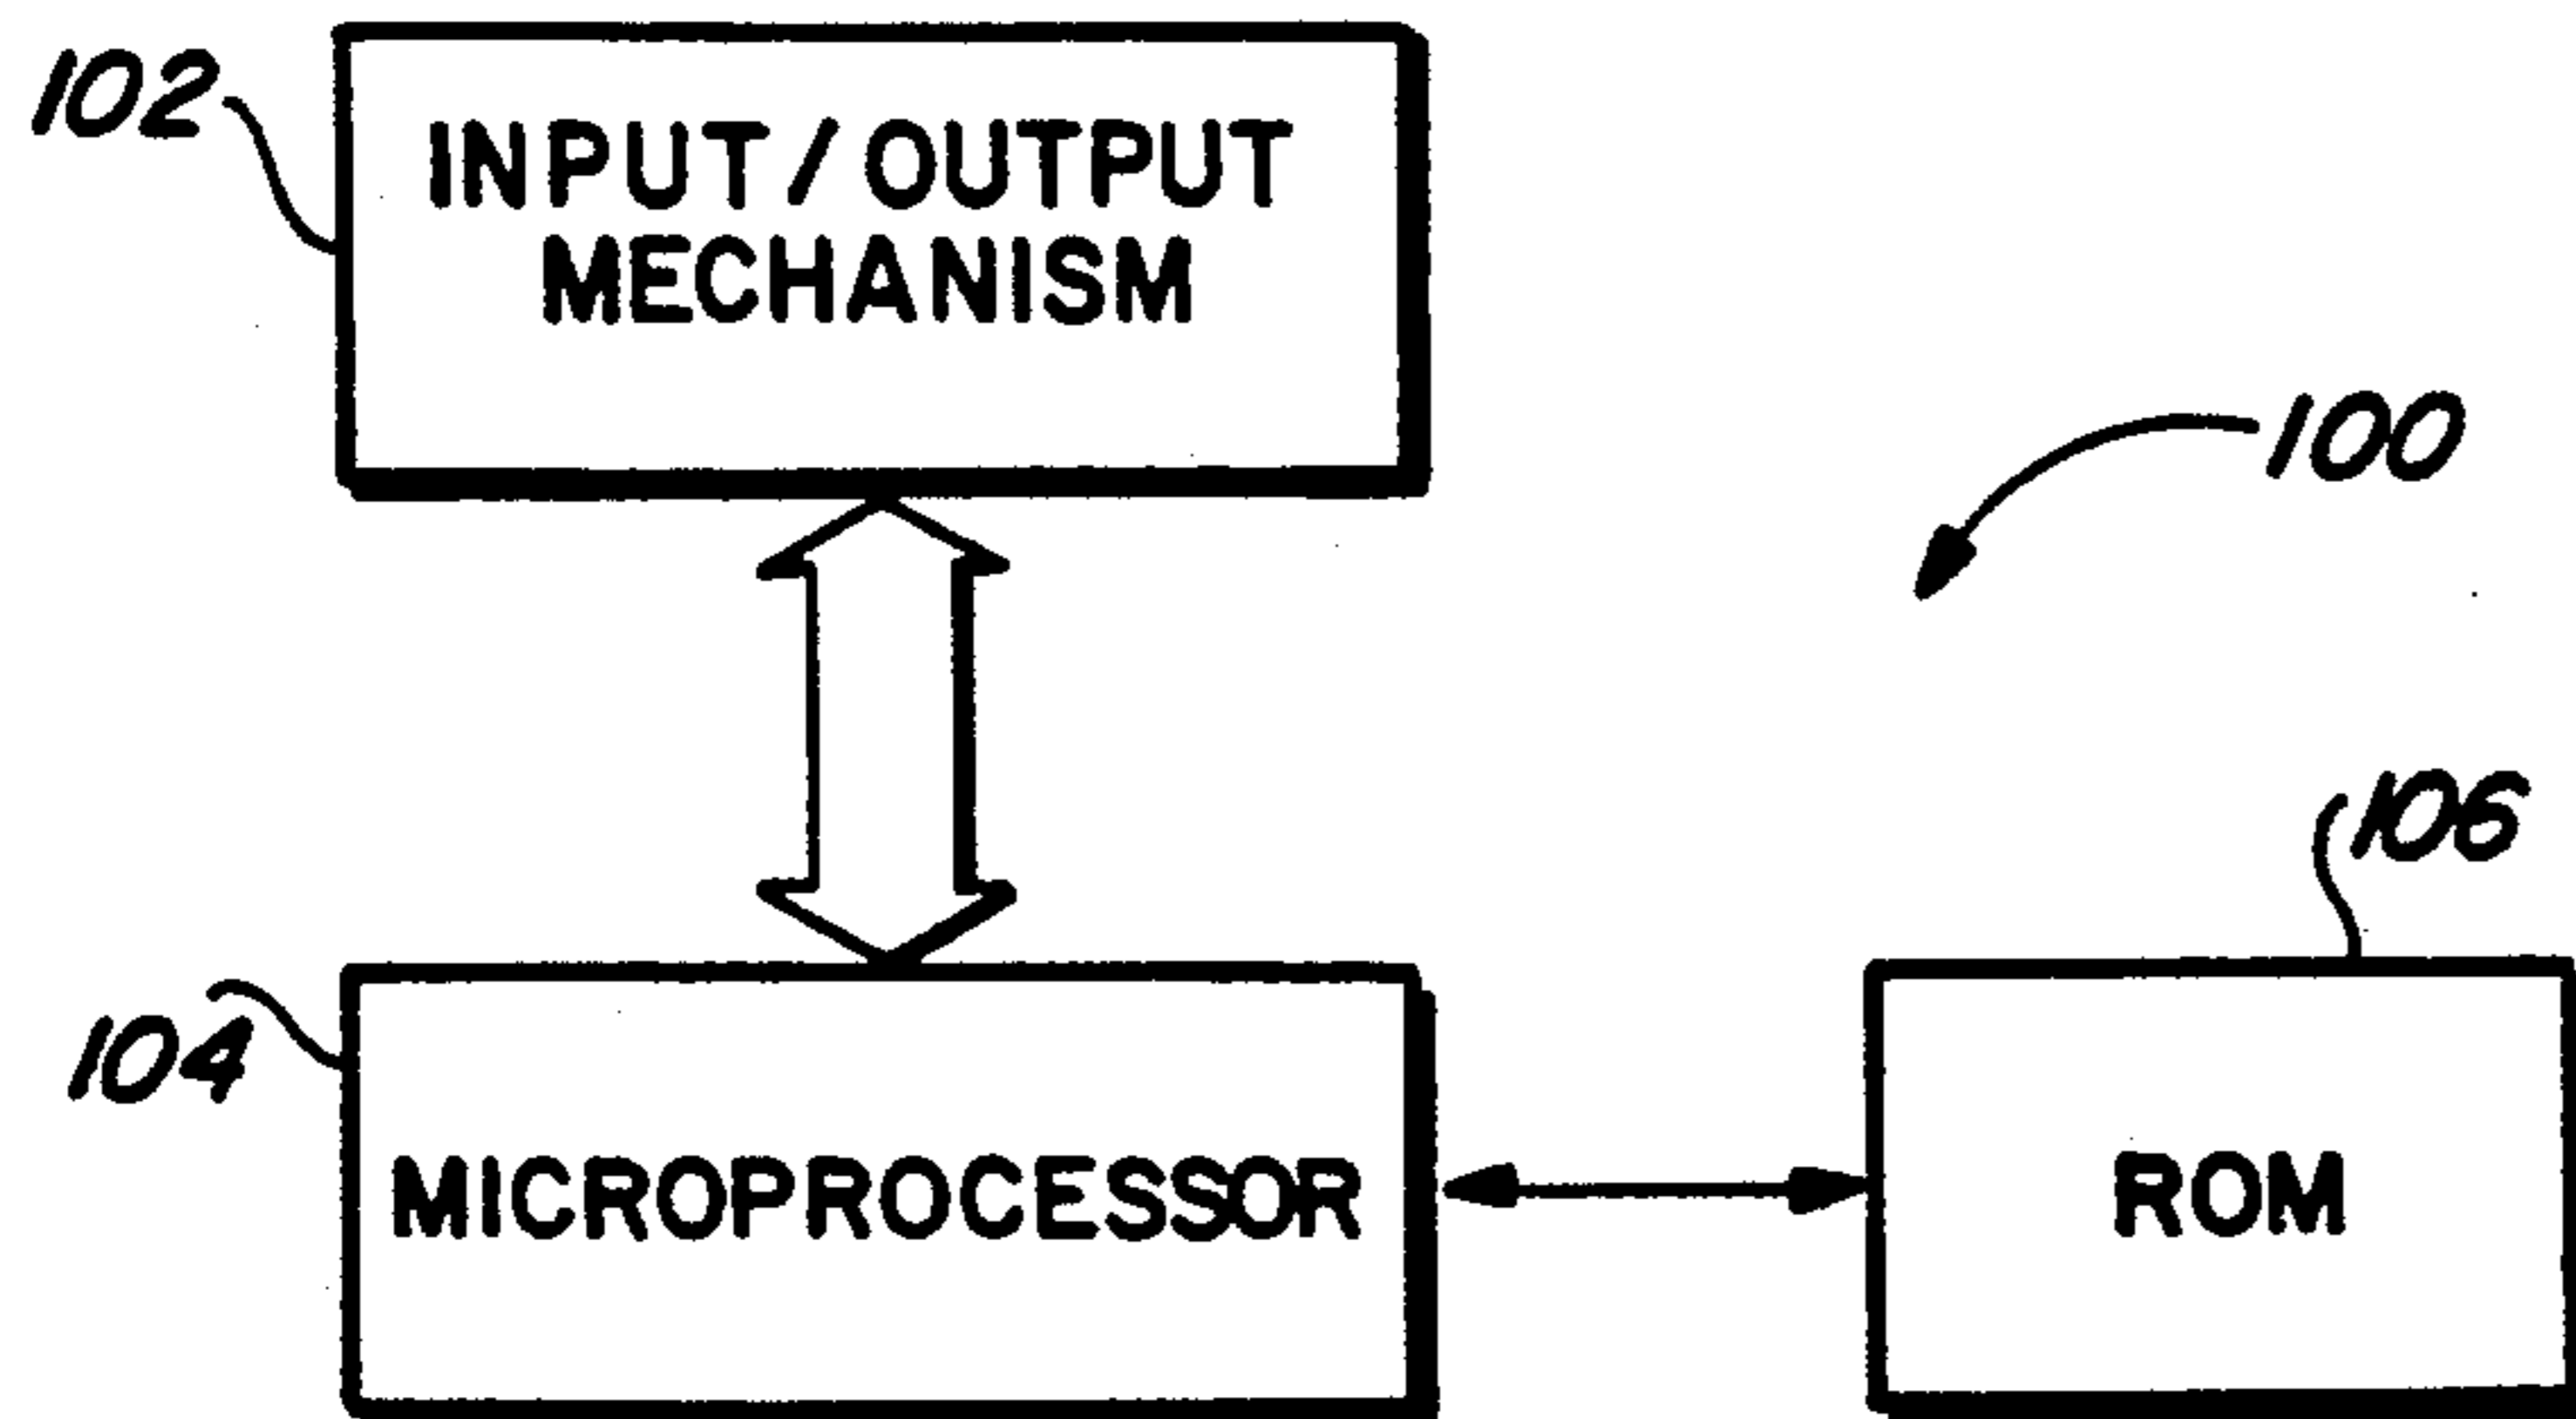 102
INPUT/OUTPUT
MECHANISM
100
106
104
MICROPROCESSOR
ROM